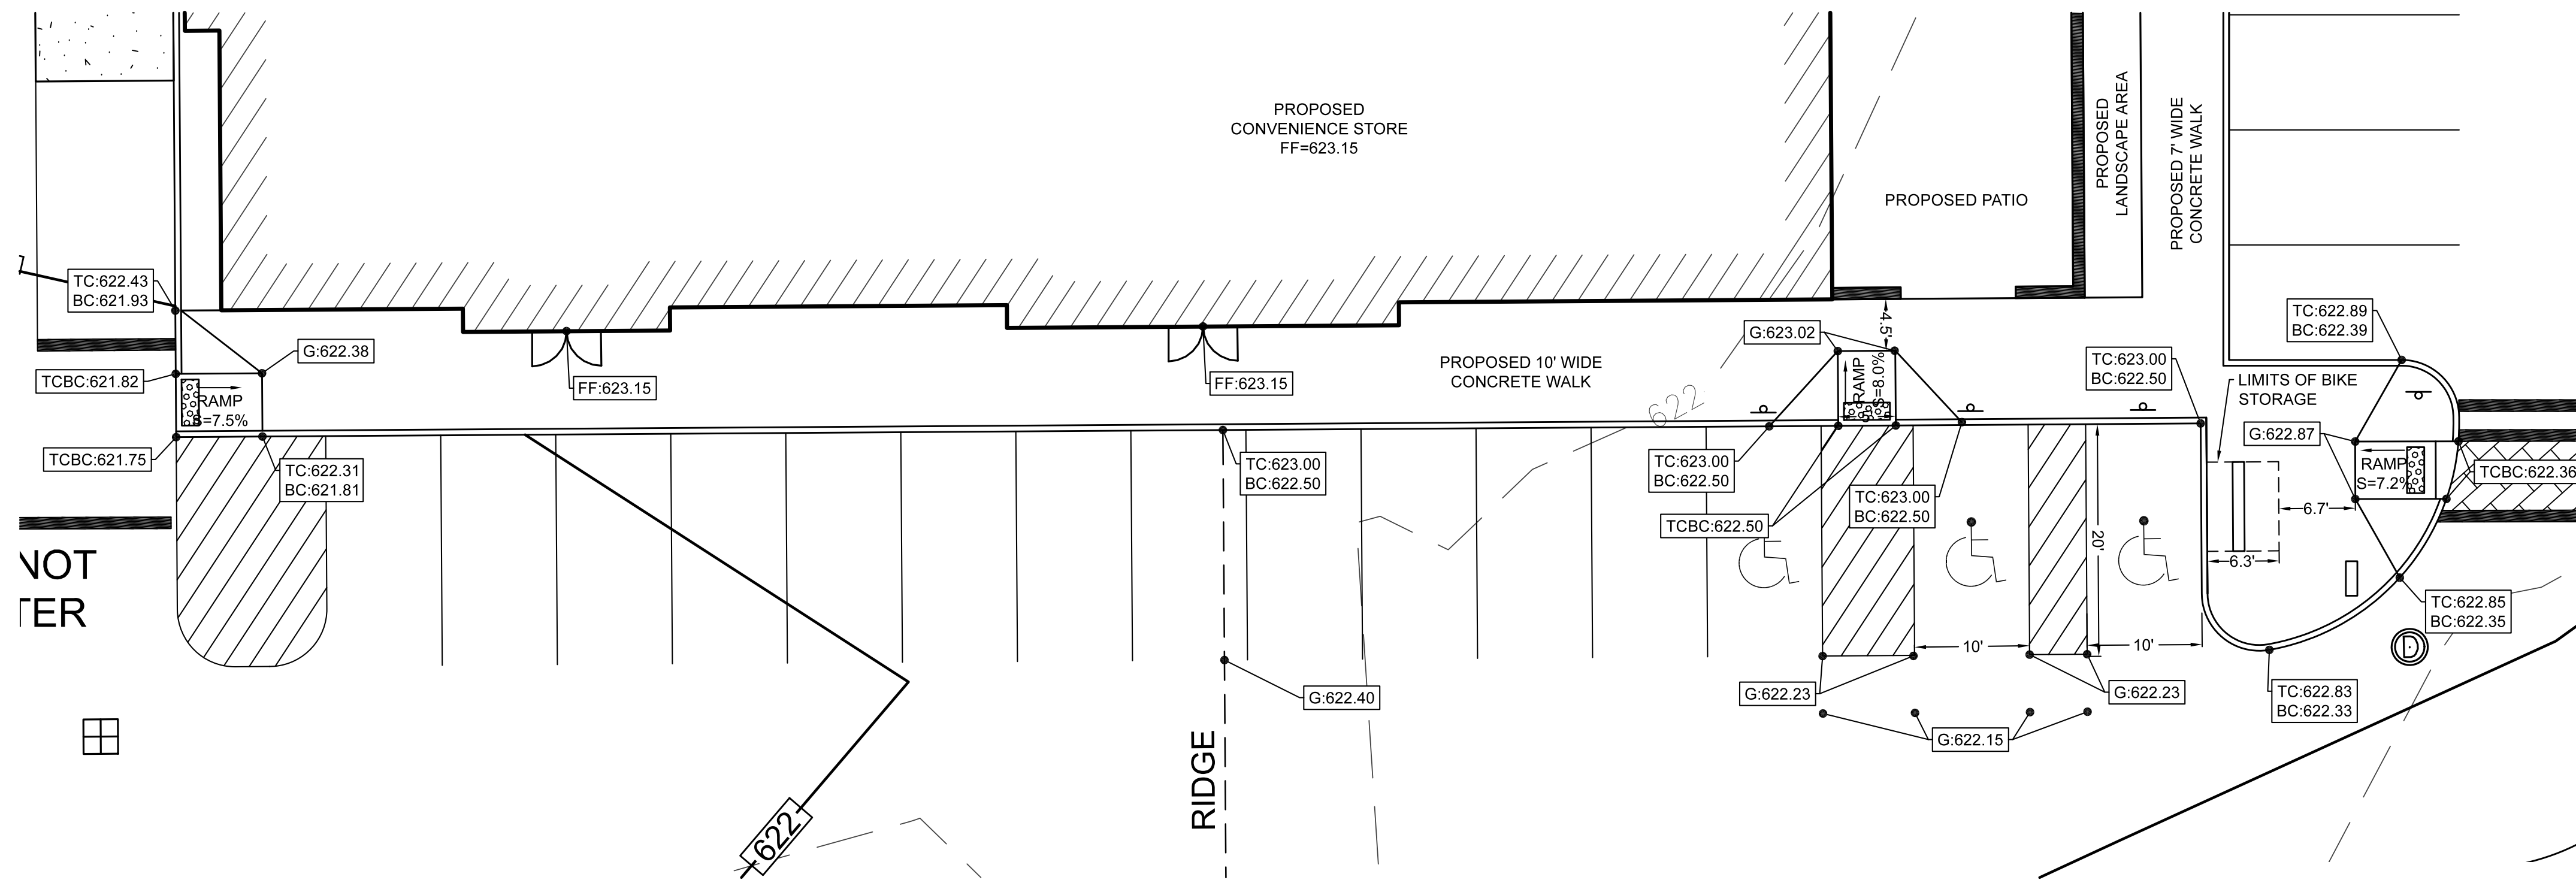 PROPOSED
CONVENIENCE STORE
FF=623.15
PROPOSED PATIO
PROPOSED
LANDSCAPE AREA
PROPOSED 7' WIDE
CONCRETE WALK
TC:622.43
BC:621.93
G:622.38
TCBC:621.82
RAMP
S=7.5%
TCBC:621.75
TC:622.31
BC:621.81
FF:623.15
FF:623.15
PROPOSED 10' WIDE
CONCRETE WALK
622
G:623.02
4.5'
RAMP
S=8.0%
TC:623.00
BC:622.50
TC:623.00
BC:622.50
TCBC:622.50
TC:623.00
BC:622.50
TC:623.00
BC:622.50
LIMITS OF BIKE
STORAGE
TC:622.89
BC:622.39
G:622.87
RAMP
S=7.2%
TCBC:622.36
6.7'
6.3'
20'
10'
10'
TC:622.85
BC:622.35
D
TC:622.83
BC:622.33
G:622.23
G:622.23
G:622.15
G:622.40
RIDGE
622
NOT
TER